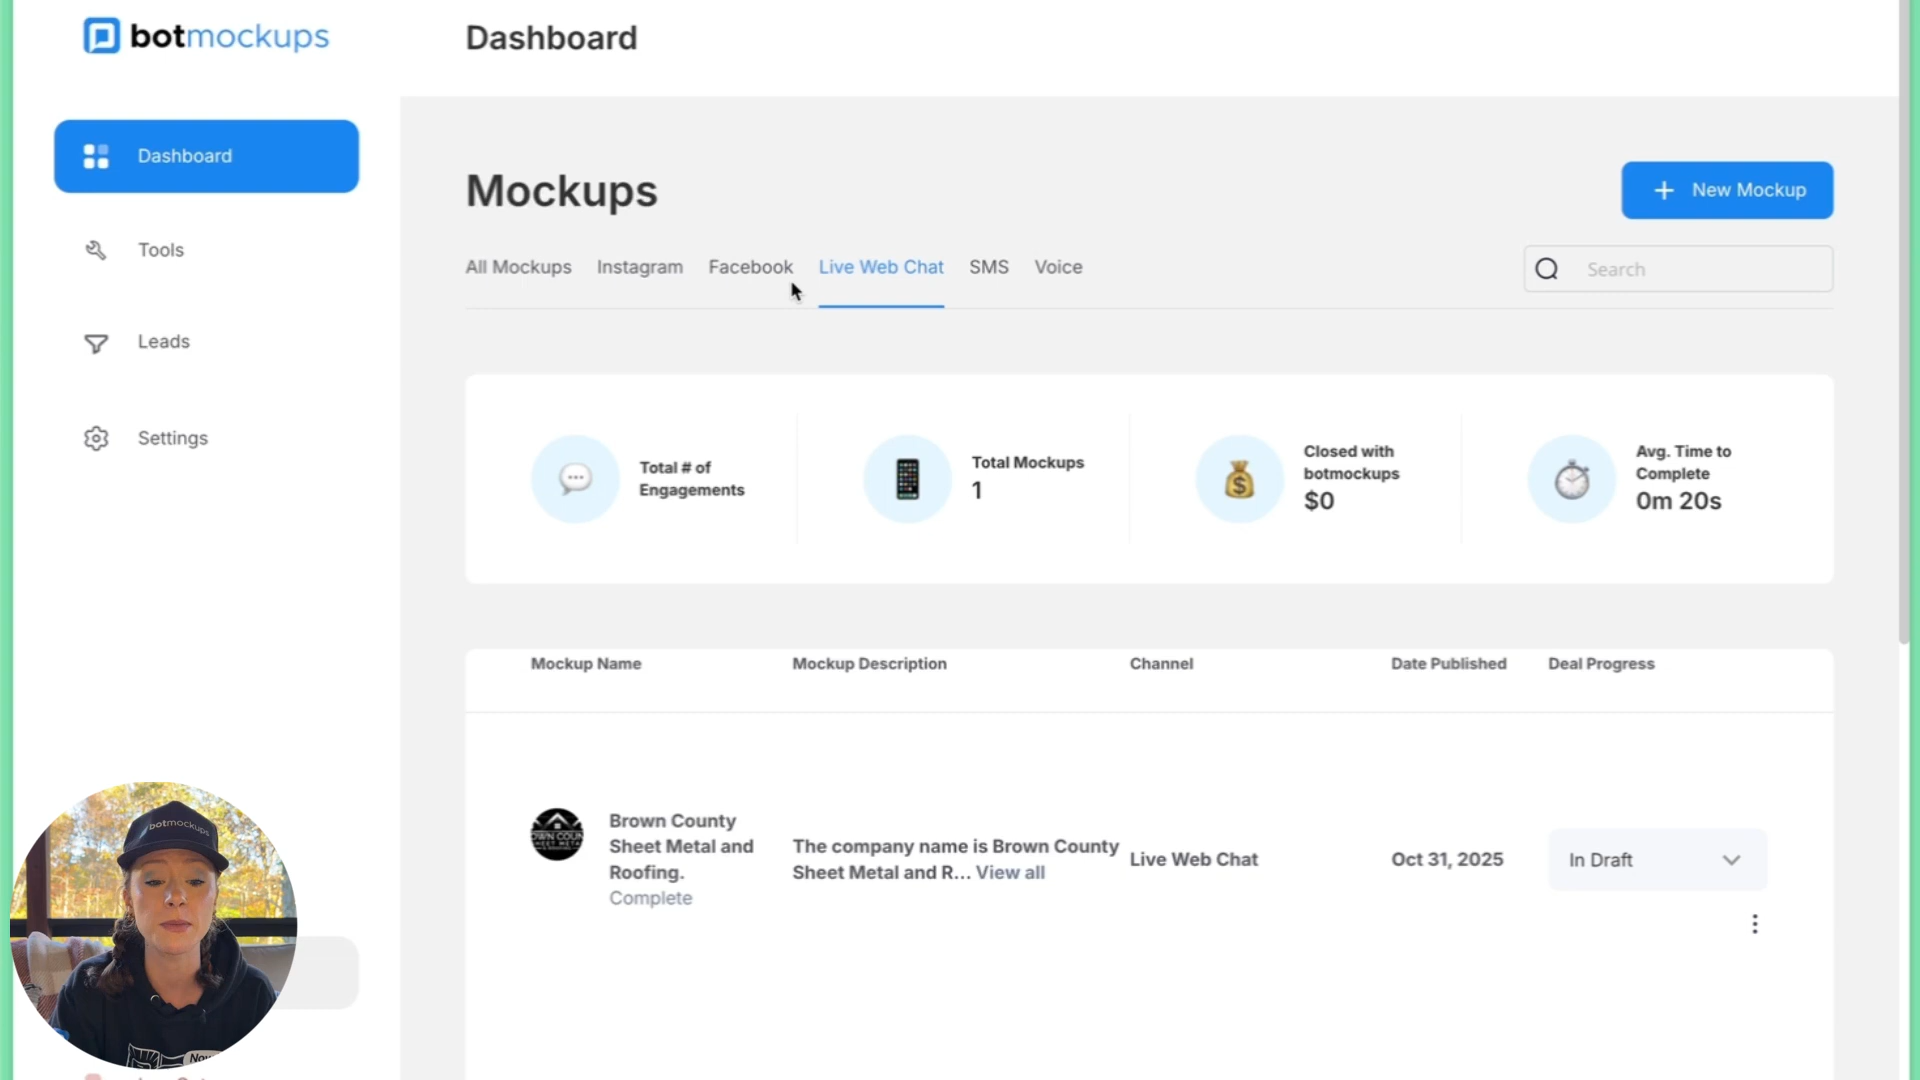 botmockups
Dashboard
Dashboard
Tools
Leads
Settings
Mockups
+ New Mockup
All Mockups
Instagram
Facebook
Live Web Chat
SMS
Voice
Search
Total # of
Engagements
Total Mockups
1
Closed with
botmockups
$0
Avg. Time to
Complete
0m 20s
Mockup Name
Mockup Description
Channel
Date Published
Deal Progress
Brown County
Sheet Metal and
Roofing.
Complete
The company name is Brown County
Sheet Metal and R... View all
Live Web Chat
Oct 31, 2025
In Draft
botmockups